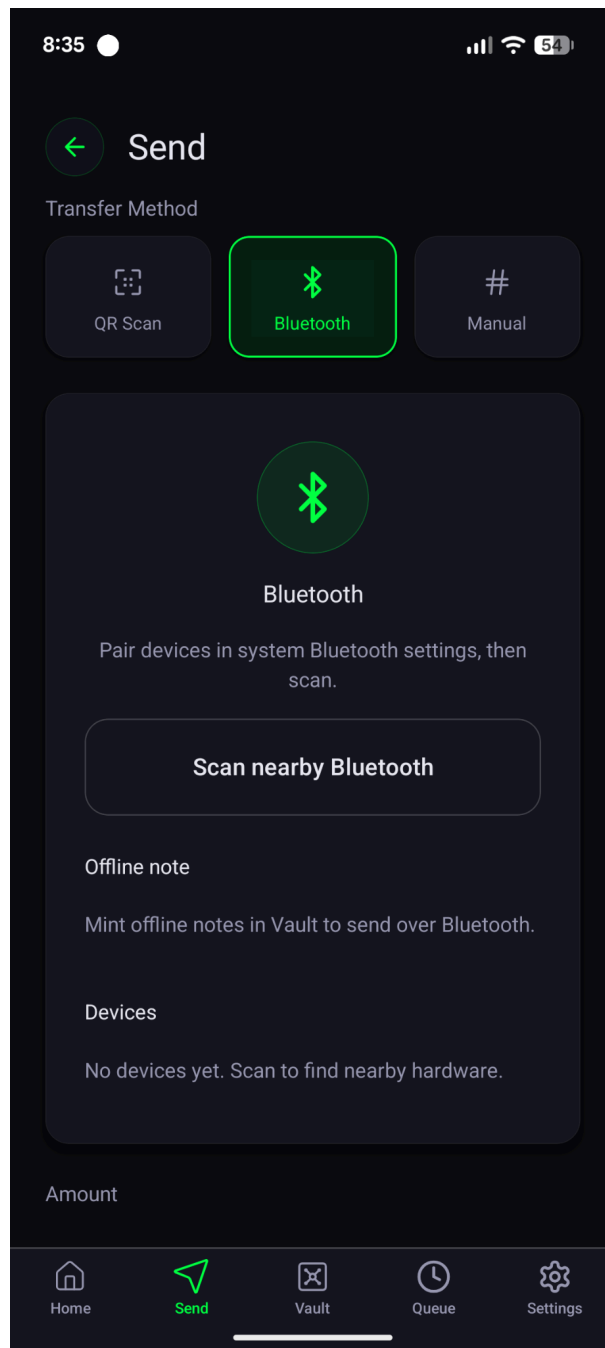 8:35
54
Send
Transfer Method
QR Scan
Bluetooth
Manual
Bluetooth
Pair devices in system Bluetooth settings, then
scan.
Scan nearby Bluetooth
Offline note
Mint offline notes in Vault to send over Bluetooth.
Devices
No devices yet. Scan to find nearby hardware.
Amount
Home
Send
Vault
Queue
Settings